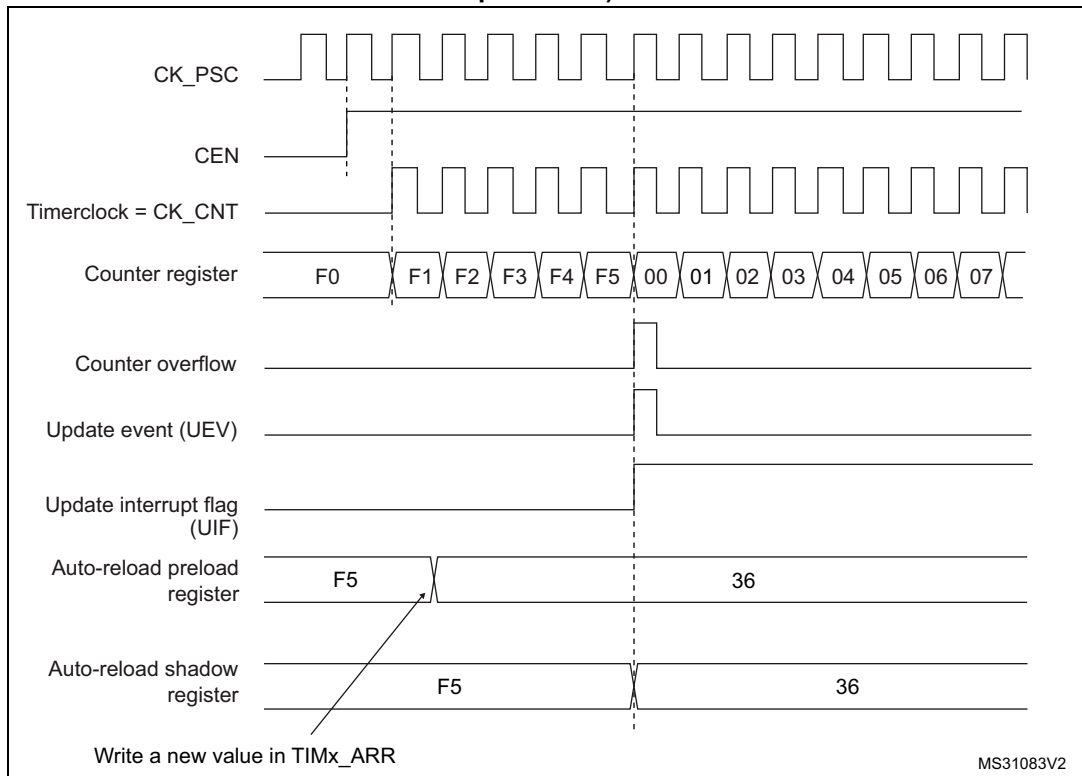 CK_PSC
CEN
Timerclock = CK_CNT
Counter register
F0 F1 F2 F3 F4 F5 00 01 02 03 04 05 06 07
Counter overflow
Update event (UEV)
Update interrupt flag
(UIF)
Auto-reload preload
register
F5 36
Auto-reload shadow
register
F5 36
Write a new value in TIMx_ARR
MS31083V2